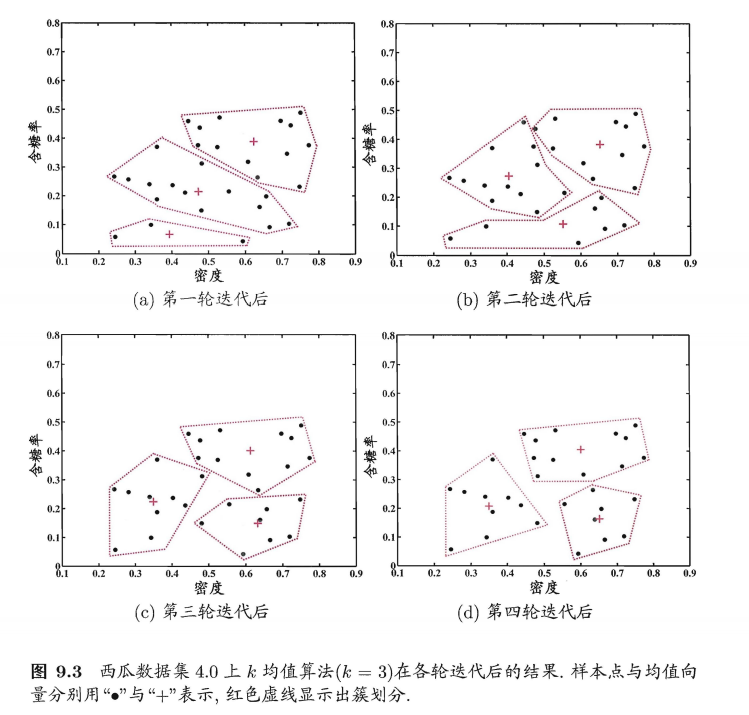 0.8
0.7
0.6
0.5
0.4
0.3
0.2
0.1
0
含糖率
0.1 0.2 0.3 0.4 0.5 0.6 0.7 0.8 0.9
密度
(a) 第一轮迭代后
0.8
0.7
0.6
0.5
0.4
0.3
0.2
0.1
0
含糖率
0.1 0.2 0.3 0.4 0.5 0.6 0.7 0.8 0.9
密度
(b) 第二轮迭代后
0.8
0.7
0.6
0.5
0.4
0.3
0.2
0.1
0
含糖率
0.1 0.2 0.3 0.4 0.5 0.6 0.7 0.8 0.9
密度
(c) 第三轮迭代后
0.8
0.7
0.6
0.5
0.4
0.3
0.2
0.1
0
含糖率
0.1 0.2 0.3 0.4 0.5 0.6 0.7 0.8 0.9
密度
(d) 第四轮迭代后
图 9.3 西瓜数据集 4.0 上 k 均值算法(k = 3)在各轮迭代后的结果. 样本点与均值向
量分别用“●”与“+”表示, 红色虚线显示出簇划分.